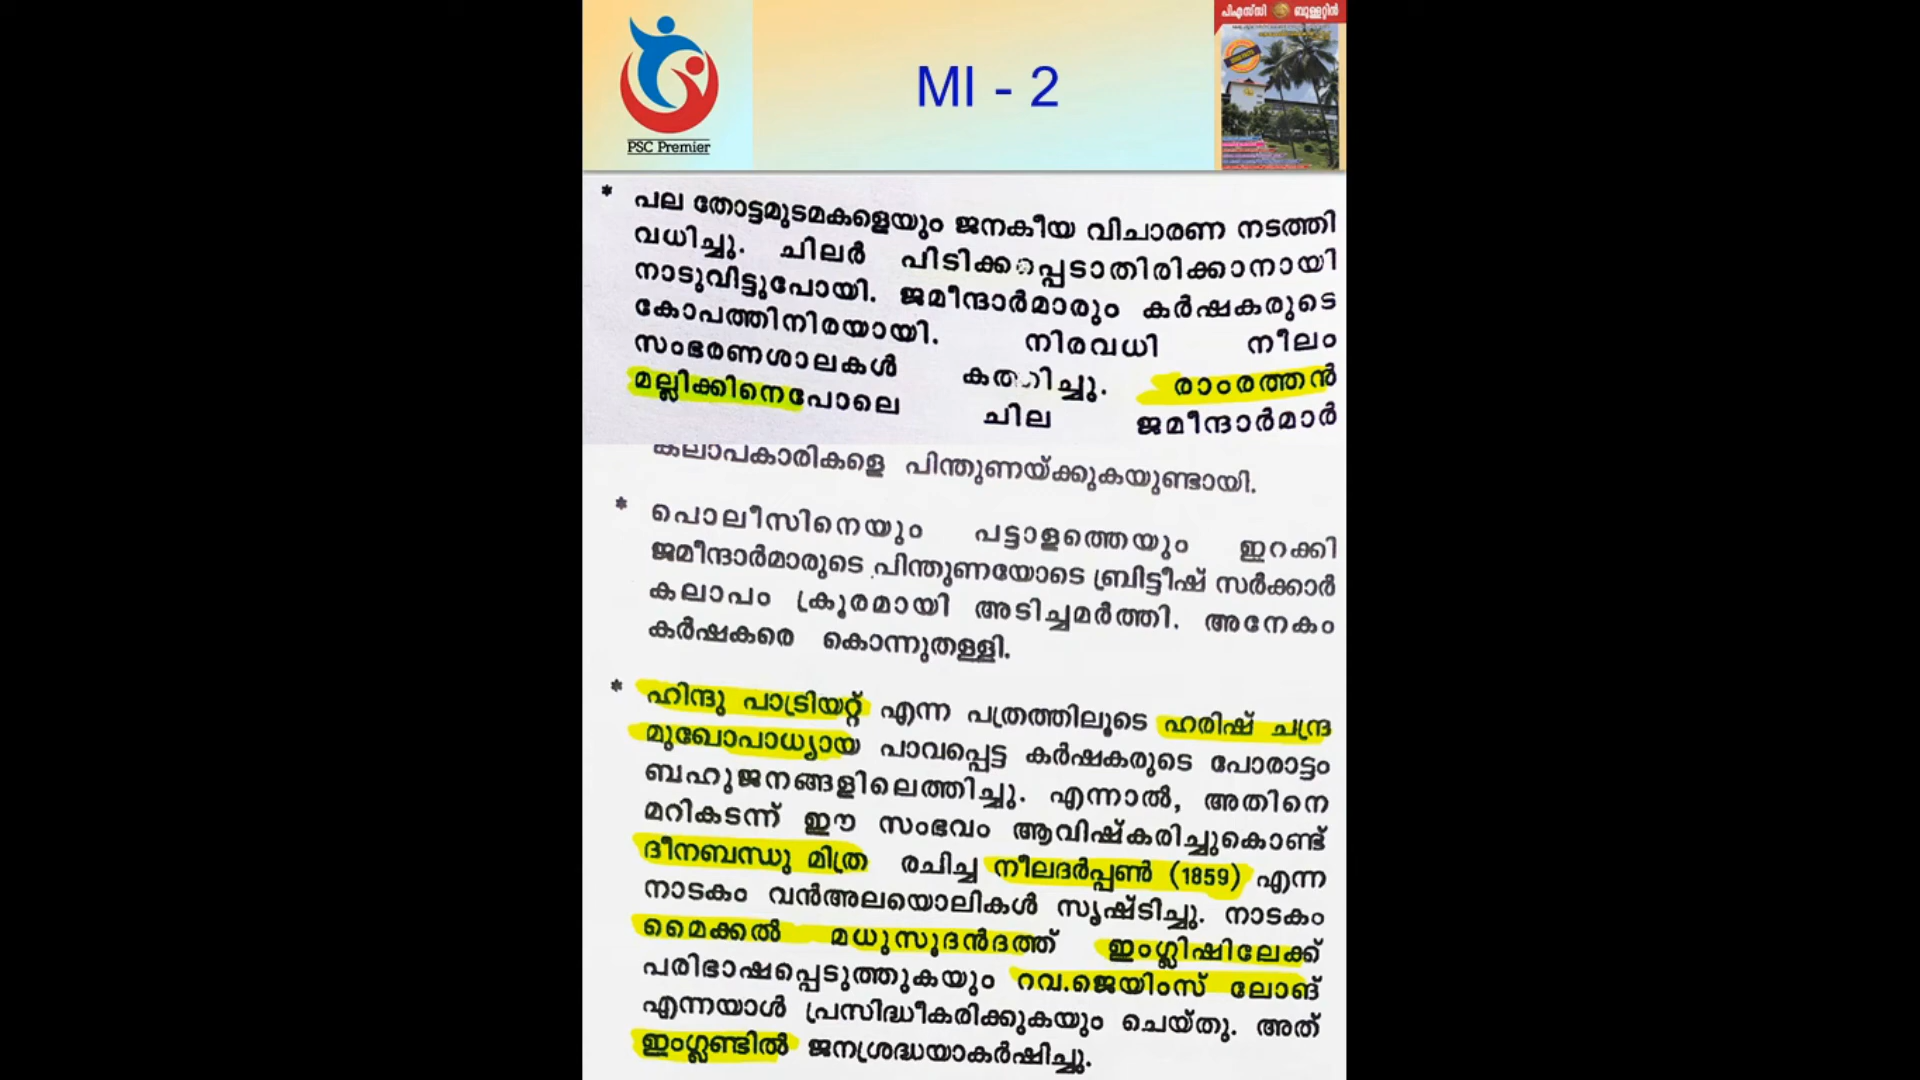 പിഎസ്‌സി ബുള്ളറ്റിൻ
MI - 2
PSC Premier
* പല തോട്ടമുടമകളെയും ജനകീയ വിചാരണ നടത്തി
വധിച്ചു. ചിലർ പിടിക്കപ്പെടാതിരിക്കാനായി
നാടുവിട്ടുപോയി. ജമീന്ദാർമാരും കർഷകരുടെ
കോപത്തിനിരയായി. നിരവധി നീലം
സംഭരണശാലകൾ കത്തിച്ചു. രാംരത്തൻ
മല്ലിക്കിനെപോലെ ചില ജമീന്ദാർമാർ
കലാപകാരികളെ പിന്തുണയ്ക്കുകയുണ്ടായി.
* പൊലീസിനെയും പട്ടാളത്തെയും ഇറക്കി
ജമീന്ദാർമാരുടെ പിന്തുണയോടെ ബ്രിട്ടീഷ് സർക്കാർ
കലാപം ക്രൂരമായി അടിച്ചമർത്തി. അനേകം
കർഷകരെ കൊന്നുതള്ളി.
* ഹിന്ദു പാട്രിയറ്റ് എന്ന പത്രത്തിലൂടെ ഹരിഷ് ചന്ദ്ര
മുഖോപാധ്യായ പാവപ്പെട്ട കർഷകരുടെ പോരാട്ടം
ബഹുജനങ്ങളിലെത്തിച്ചു. എന്നാൽ, അതിനെ
മറികടന്ന് ഈ സംഭവം ആവിഷ്കരിച്ചുകൊണ്ട്
ദീനബന്ധു മിത്ര രചിച്ച നീലദർപ്പൺ (1859) എന്ന
നാടകം വൻഅലയൊലികൾ സൃഷ്ടിച്ചു. നാടകം
മൈക്കൽ മധുസൂദൻദത്ത് ഇംഗ്ലിഷിലേക്ക്
പരിഭാഷപ്പെടുത്തുകയും റവ.ജെയിംസ് ലോങ്
എന്നയാൾ പ്രസിദ്ധീകരിക്കുകയും ചെയ്തു. അത്
ഇംഗ്ലണ്ടിൽ ജനശ്രദ്ധയാകർഷിച്ചു.